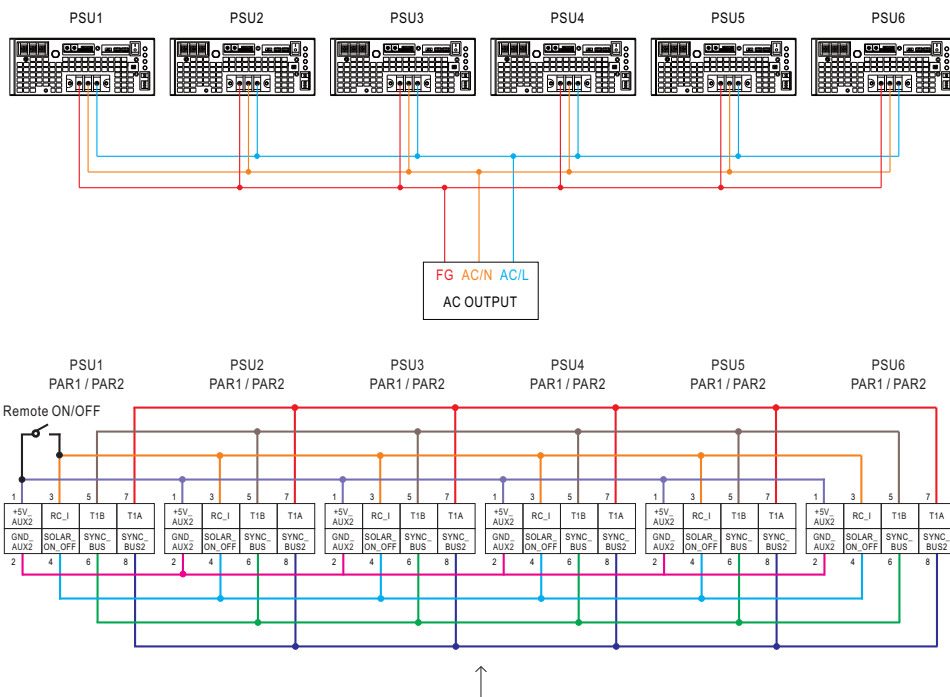 PSU1 PSU2 PSU3 PSU4 PSU5 PSU6
FG AC/N AC/L
AC OUTPUT
PSU1 PSU2 PSU3 PSU4 PSU5 PSU6
PAR1 / PAR2 PAR1 / PAR2 PAR1 / PAR2 PAR1 / PAR2 PAR1 / PAR2 PAR1 / PAR2
Remote ON/OFF
1 3 5 7 1 3 5 7 1 3 5 7 1 3 5 7 1 3 5 7 1 3 5 7
+5V_ +5V_ +5V_ +5V_ +5V_ +5V_
AUX2 RC_I T1B T1A AUX2 RC_I T1B T1A AUX2 RC_I T1B T1A AUX2 RC_I T1B T1A AUX2 RC_I T1B T1A AUX2 RC_I T1B T1A
GND_ SOLAR_ SYNC_ SYNC_ GND_ SOLAR_ SYNC_ SYNC_ GND_ SOLAR_ SYNC_ SYNC_ GND_ SOLAR_ SYNC_ SYNC_ GND_ SOLAR_ SYNC_ SYNC_ GND_ SOLAR_ SYNC_ SYNC_
AUX2 ON_OFF BUS BUS2 AUX2 ON_OFF BUS BUS2 AUX2 ON_OFF BUS BUS2 AUX2 ON_OFF BUS BUS2 AUX2 ON_OFF BUS BUS2 AUX2 ON_OFF BUS BUS2
2 4 6 8 2 4 6 8 2 4 6 8 2 4 6 8 2 4 6 8 2 4 6 8